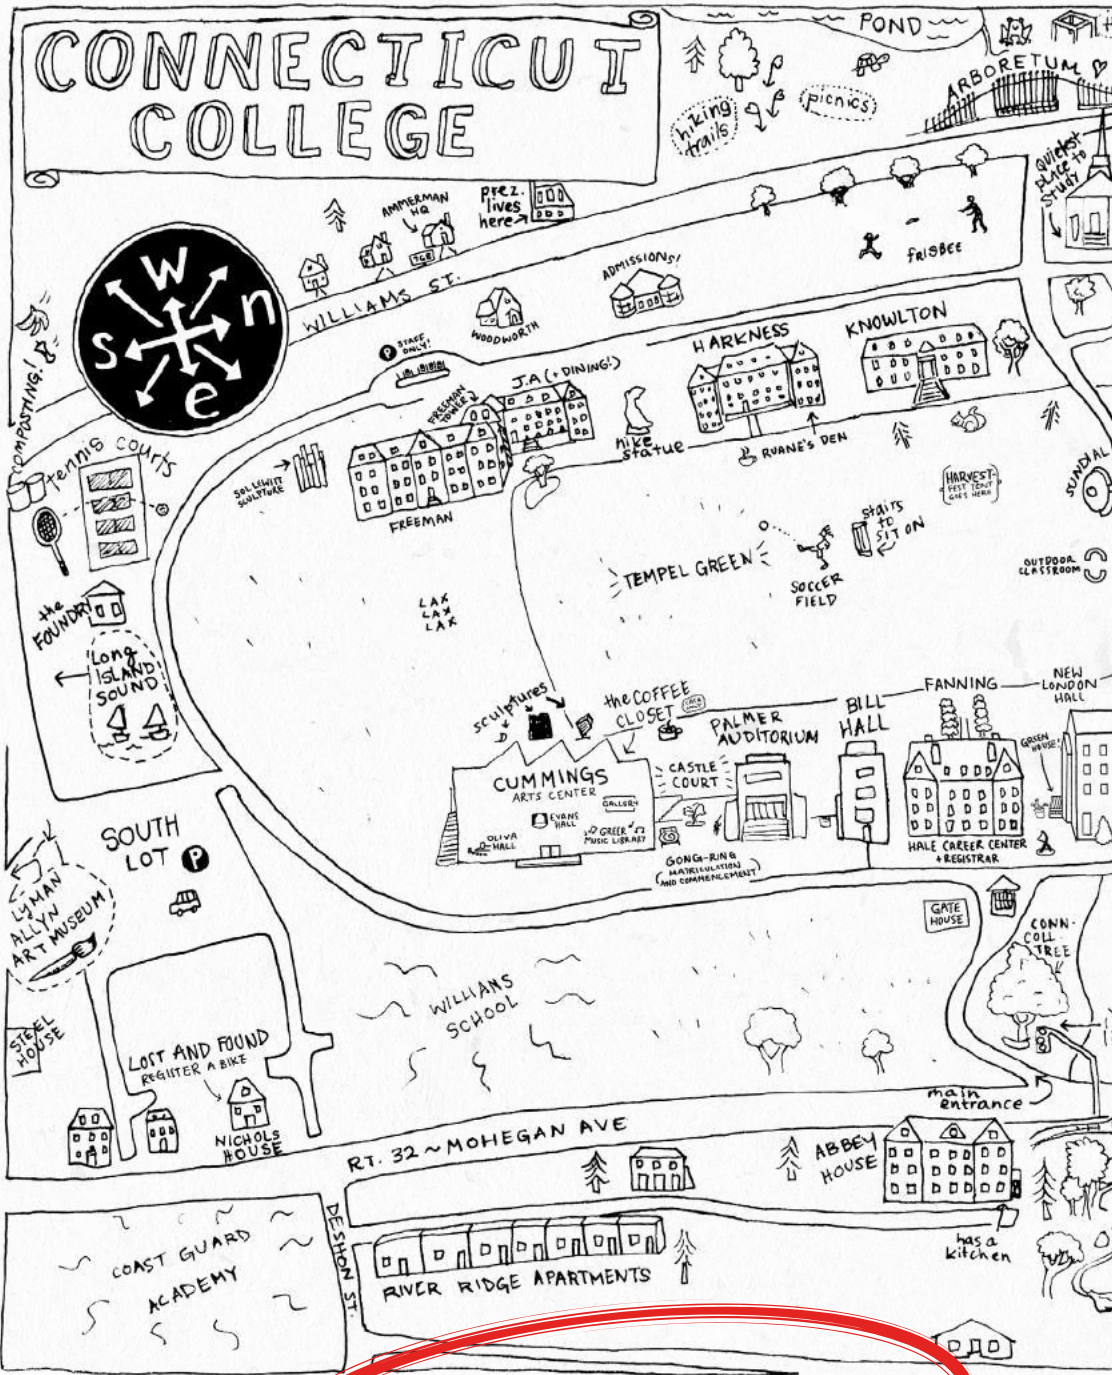 CONNECTICUT
COLLEGE
POND
ARBORETUM
hiking
trails
picnics
Quietest
place to
study
prez.
lives
here
AMMERMAN
HQ
FRISBEE
WILLIAMS ST.
ADMISSIONS!
WOODWORTH
W
n
S
e
COMPOSTING!
P
STAFF
ONLY!
HARKNESS
KNOWLTON
J.A (+ DINING!)
FREEMAN
TOWER
tennis courts
nike
statue
RUANE'S DEN
SOL LEWITT
SCULPTURE
FREEMAN
HARVEST-
FEST TENT
GOES HERE
SUNDIAL
stairs
to
SIT ON
TEMPEL GREEN
SOCCER
FIELD
OUTDOOR
CLASSROOM
the
FOUNDRY
LAX
LAX
LAX
Long
ISLAND
SOUND
sculptures
the COFFEE
CLOSET
PALMER
AUDITORIUM
BILL
HALL
FANNING
NEW
LONDON
HALL
GREEN
HOUSE!
CUMMINGS
ARTS CENTER
GALLERY
EVANS
HALL
OLIVA
HALL
GREER
MUSIC LIBRARY
CASTLE
COURT
GONG-RING
(MATRICULATION
AND COMMENCEMENT)
HALE CAREER CENTER
+ REGISTRAR
SOUTH
LOT P
LYMAN
ALLYN
ART MUSEUM
GATE
HOUSE
CONN-
COLL
TREE
WILLIANS
SCHOOL
STEEL
HOUSE
LOST AND FOUND
REGISTER A BIKE
NICHOLS
HOUSE
main
entrance
RT. 32 ~ MOHEGAN AVE
ABBEY
HOUSE
has a
kitchen
DESHON ST.
COAST GUARD
ACADEMY
RIVER RIDGE APARTMENTS